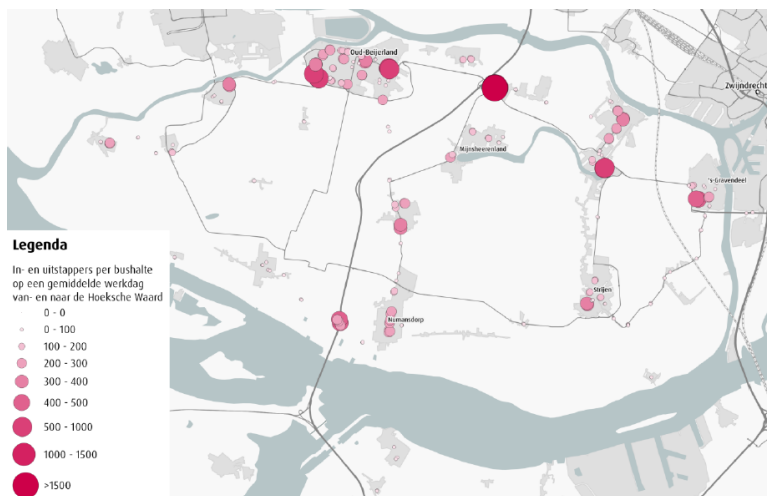 Oud-Beijerland
Zwijndrecht
Mijnsheerenland
's-Gravendeel
Strijen
Numansdorp
Legenda
In- en uitstappers per bushalte
op een gemiddelde werkdag
van- en naar de Hoeksche Waard
0 - 0
0 - 100
100 - 200
200 - 300
300 - 400
400 - 500
500 - 1000
1000 - 1500
>1500